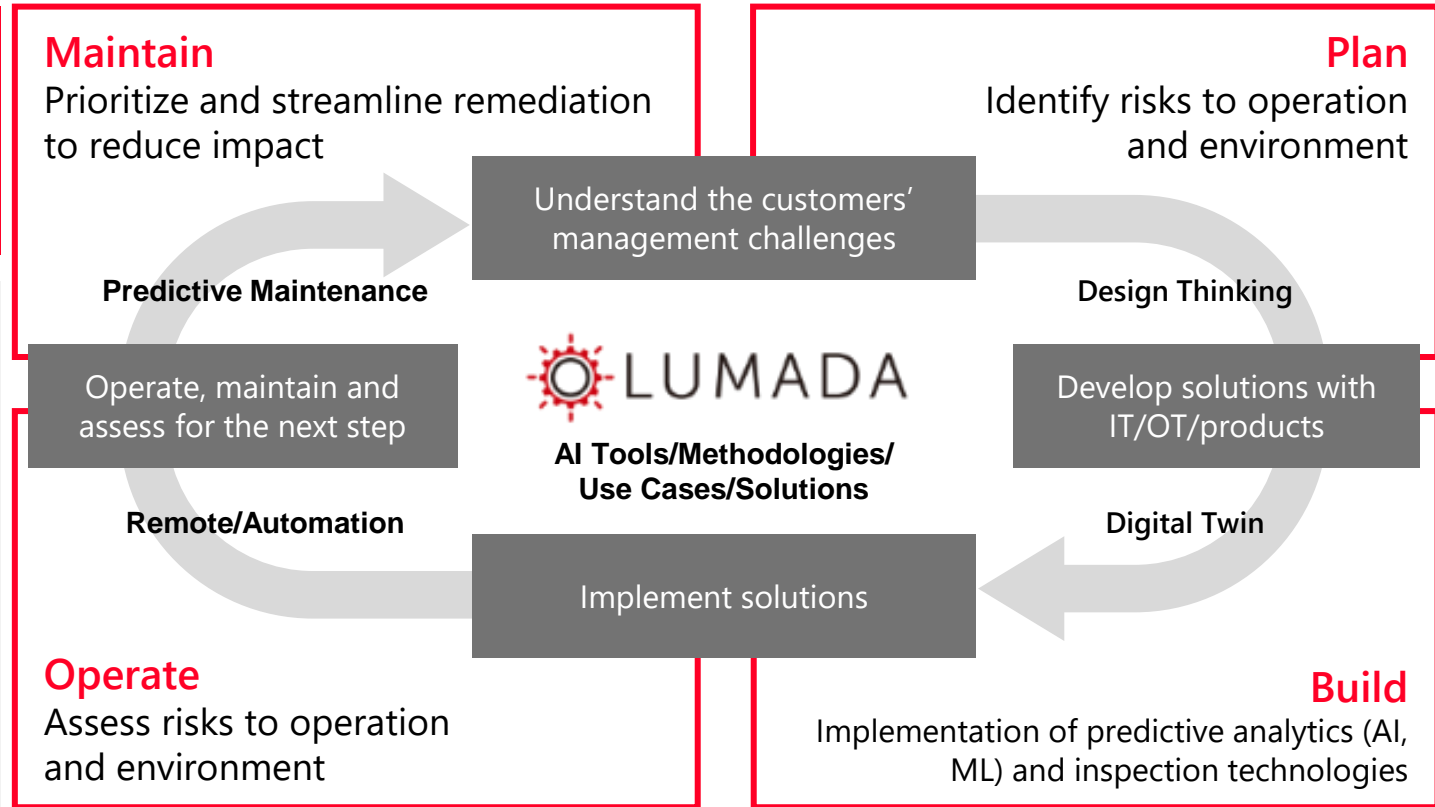 Maintain
Prioritize and streamline remediation
to reduce impact
Plan
Identify risks to operation
and environment
Understand the customers’
management challenges
Predictive Maintenance
Design Thinking
Operate, maintain and
assess for the next step
LUMADA
AI Tools/Methodologies/
Use Cases/Solutions
Develop solutions with
IT/OT/products
Remote/Automation
Digital Twin
Implement solutions
Operate
Assess risks to operation
and environment
Build
Implementation of predictive analytics (AI,
ML) and inspection technologies